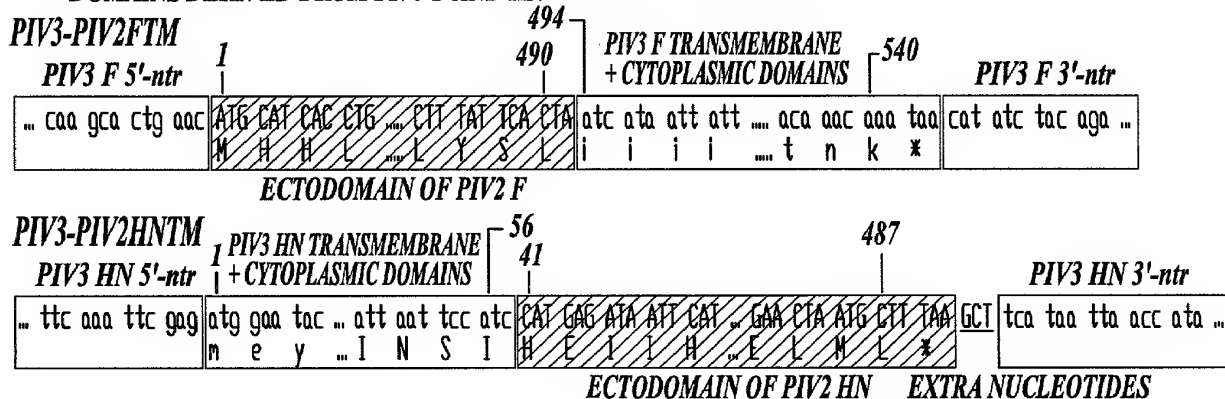 494
PIV3-PIV2FTM 1 490 PIV3 F TRANSMEMBRANE 540
PIV3 F 5'-ntr + CYTOPLASMIC DOMAINS PIV3 F 3'-ntr
... caa gca ctg aac ATG CAT CAC CTG ..... CTT TAT TCA CTA atc ata att att ..... aca aac aaa taa cat atc tac aga ...
M H H L ..... L Y S L i i i i ..... t n k *
ECTODOMAIN OF PIV2 F
PIV3-PIV2HNTM 1 PIV3 HN TRANSMEMBRANE 56 487
PIV3 HN 5'-ntr + CYTOPLASMIC DOMAINS 41 PIV3 HN 3'-ntr
... ttc aaa ttc gag atg gaa tac ... att aat tcc atc CAT GAG ATA ATT CAT ... GAA CTA ATG CTT TAA GCT tca taa tta acc ata ...
m e y ... I N S I H E I I H ... E L M L *
ECTODOMAIN OF PIV2 HN EXTRA NUCLEOTIDES